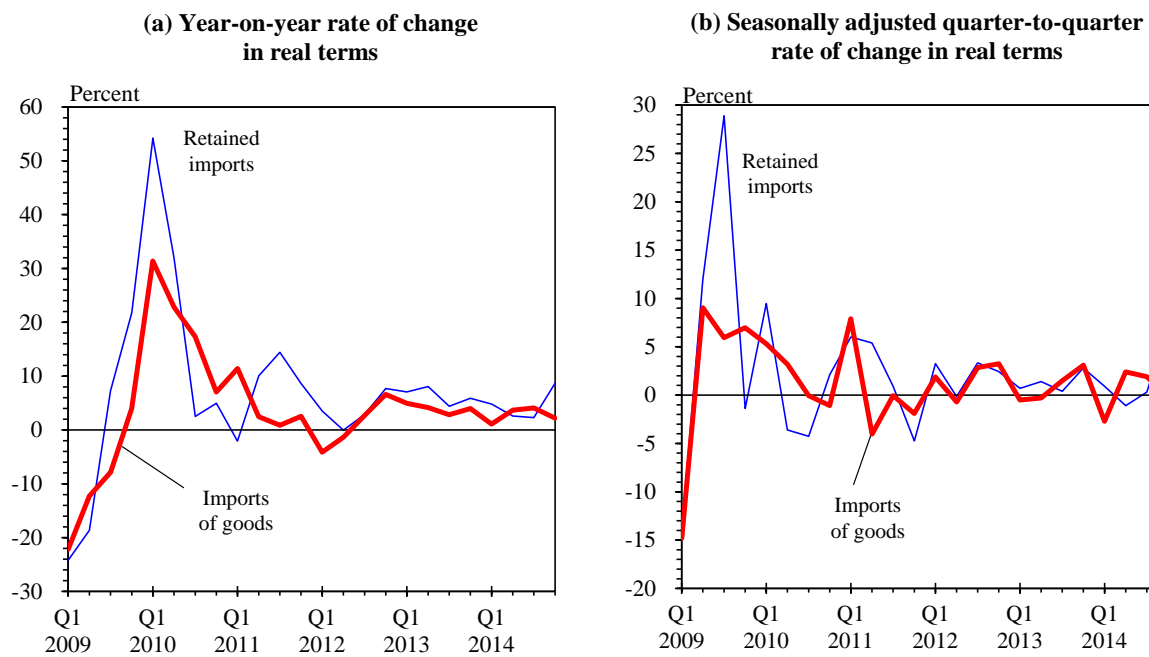 (a) Year-on-year rate of change
in real terms
Percent
60
50
40
30
20
10
0
-10
-20
-30
Retained
imports
Imports
of goods
Q1 Q1 Q1 Q1 Q1 Q1
2009 2010 2011 2012 2013 2014
(b) Seasonally adjusted quarter-to-quarter
rate of change in real terms
Percent
30
25
20
15
10
5
0
-5
-10
-15
-20
Retained
imports
Imports
of goods
Q1 Q1 Q1 Q1 Q1 Q1
2009 2010 2011 2012 2013 2014